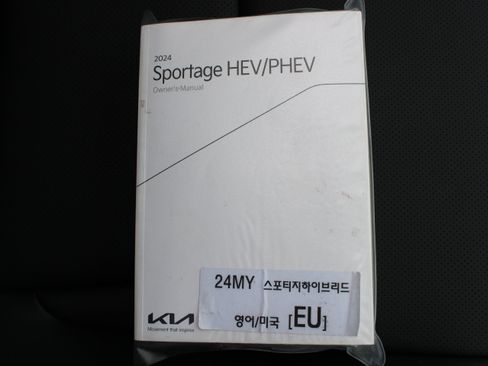 2024
Sportage HEV/PHEV
Owner's Manual
24MY 스포티지하이브리드
영어/미국 [EU]
KIA
Movement that inspires